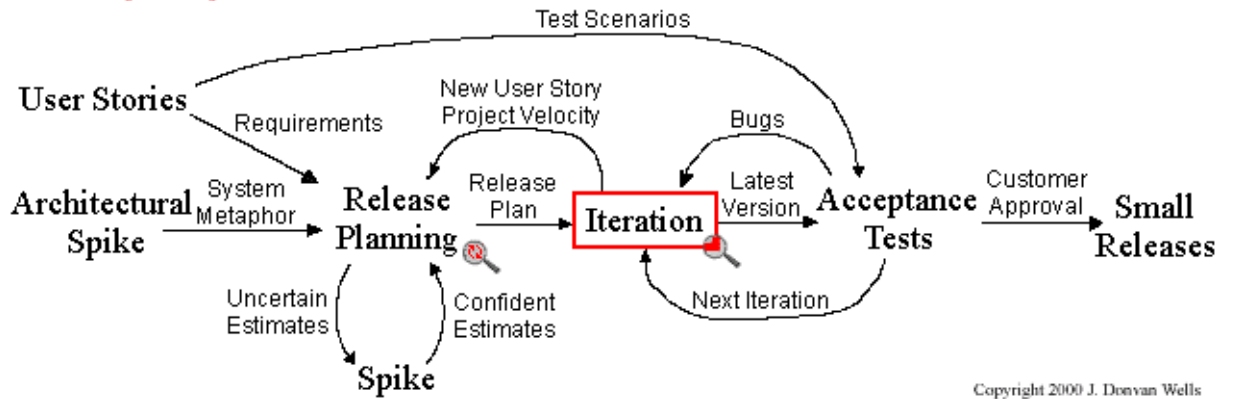 Test Scenarios
User Stories
New User Story
Project Velocity
Requirements
Bugs
Architectural
Spike
System
Metaphor
Release
Planning
Release
Plan
Iteration
Latest
Version
Acceptance
Tests
Customer
Approval
Small
Releases
Uncertain
Estimates
Confident
Estimates
Next Iteration
Spike
Copyright 2000 J. Donvan Wells